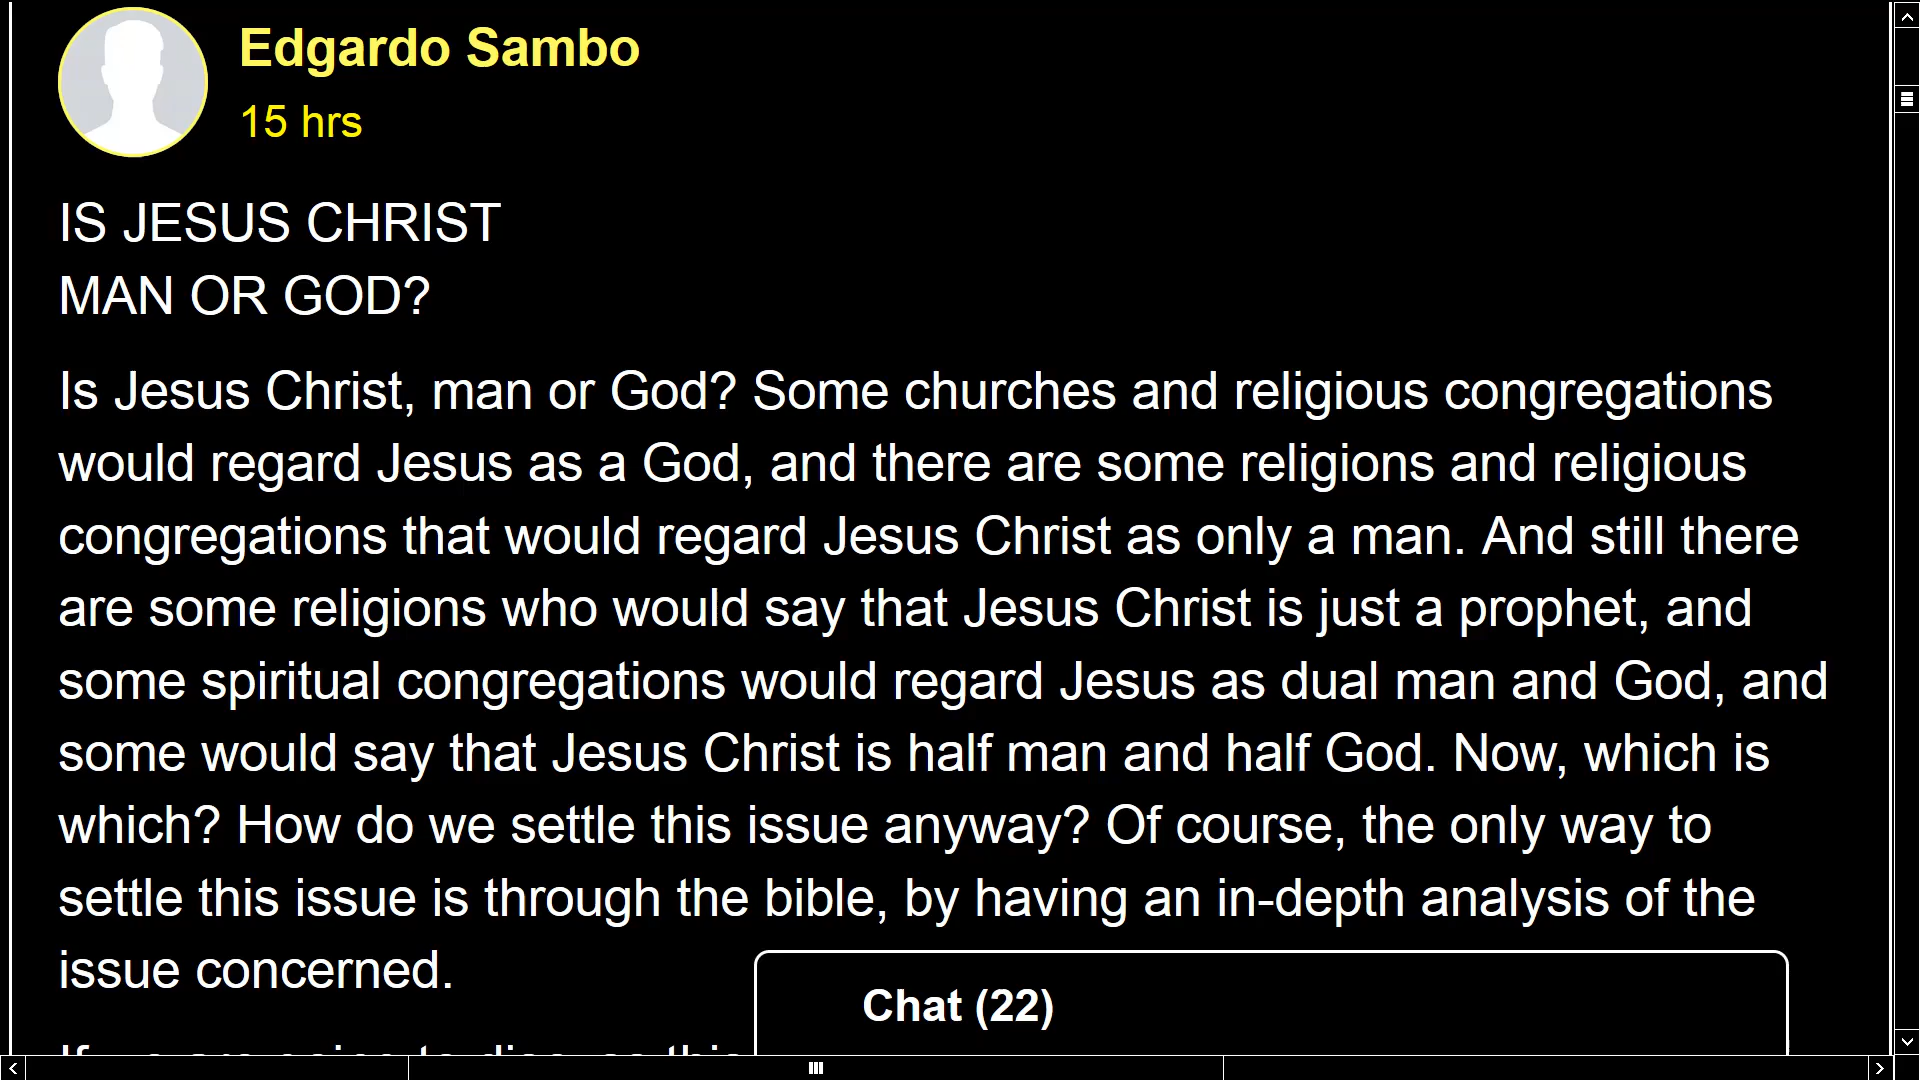 Edgardo Sambo
15 hrs
IS JESUS CHRIST
MAN OR GOD?
Is Jesus Christ, man or God? Some churches and religious congregations
would regard Jesus as a God, and there are some religions and religious
congregations that would regard Jesus Christ as only a man. And still there
are some religions who would say that Jesus Christ is just a prophet, and
some spiritual congregations would regard Jesus as dual man and God, and
some would say that Jesus Christ is half man and half God. Now, which is
which? How do we settle this issue anyway? Of course, the only way to
settle this issue is through the bible, by having an in-depth analysis of the
issue concerned.
Chat (22)